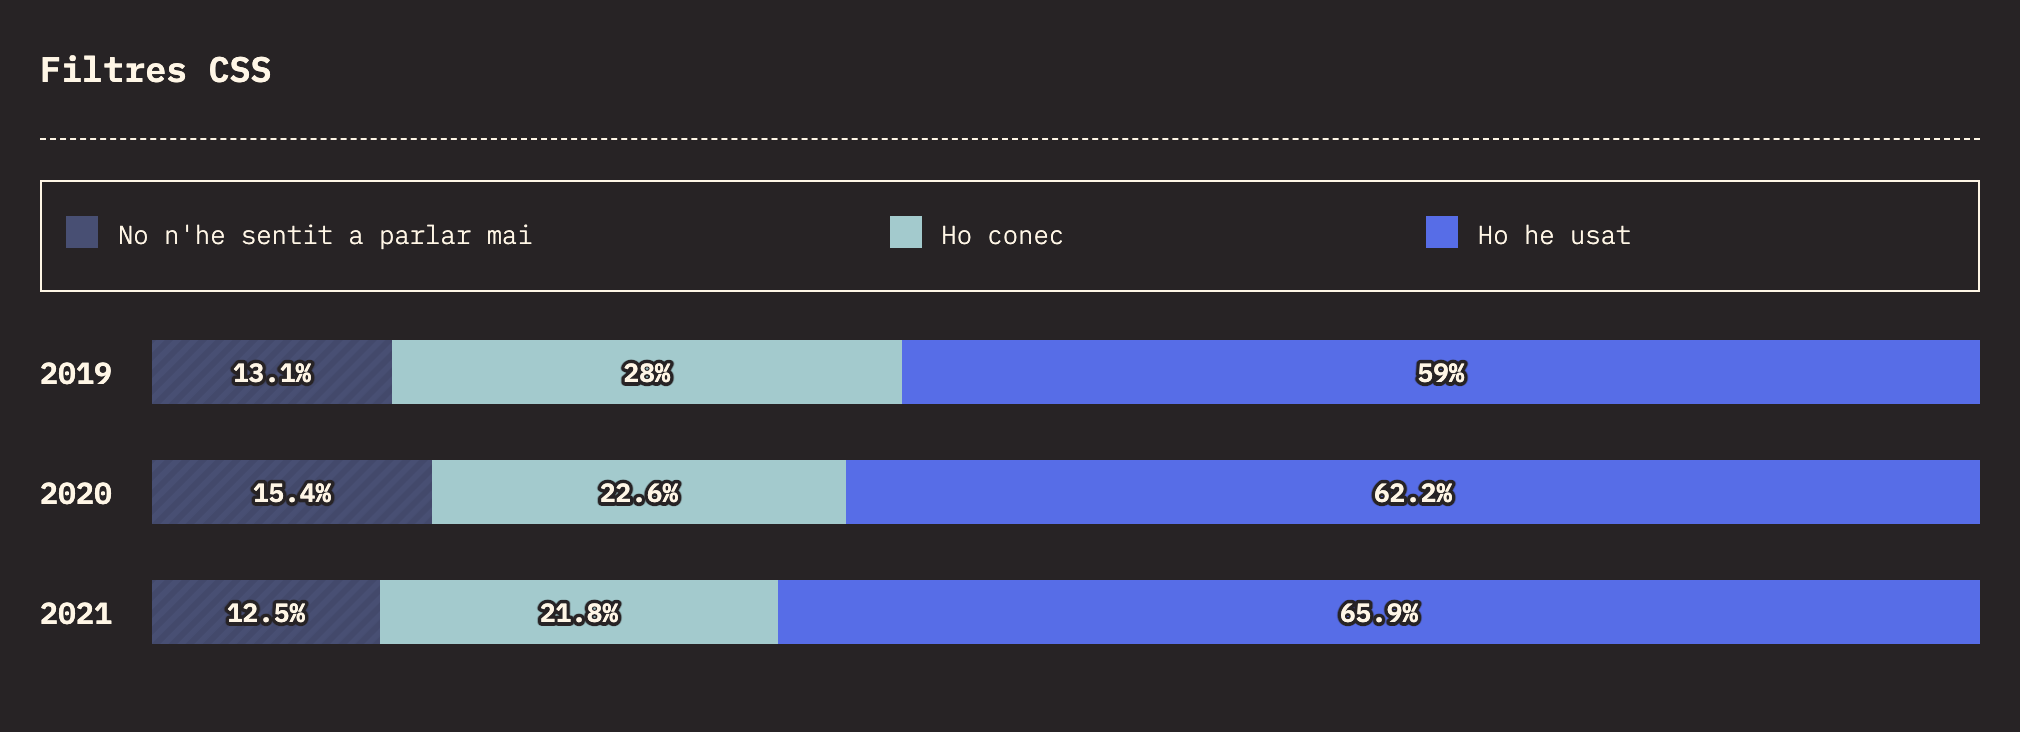 Filtres CSS
No n'he sentit a parlar mai Ho conec Ho he usat
2019 13.1% 28% 59%
2020 15.4% 22.6% 62.2%
2021 12.5% 21.8% 65.9%